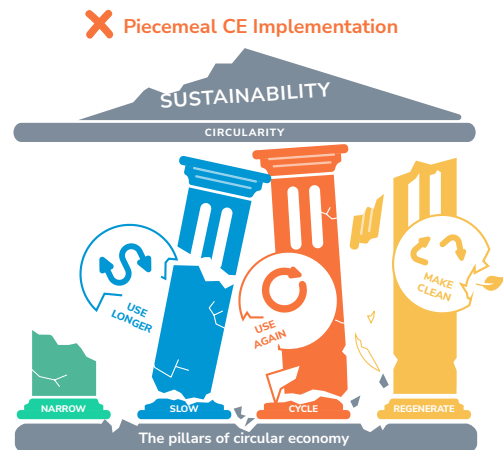 Piecemeal CE Implementation
SUSTAINABILITY
CIRCULARITY
USE
LONGER
USE
AGAIN
MAKE
CLEAN
NARROW
SLOW
CYCLE
REGENERATE
The pillars of circular economy